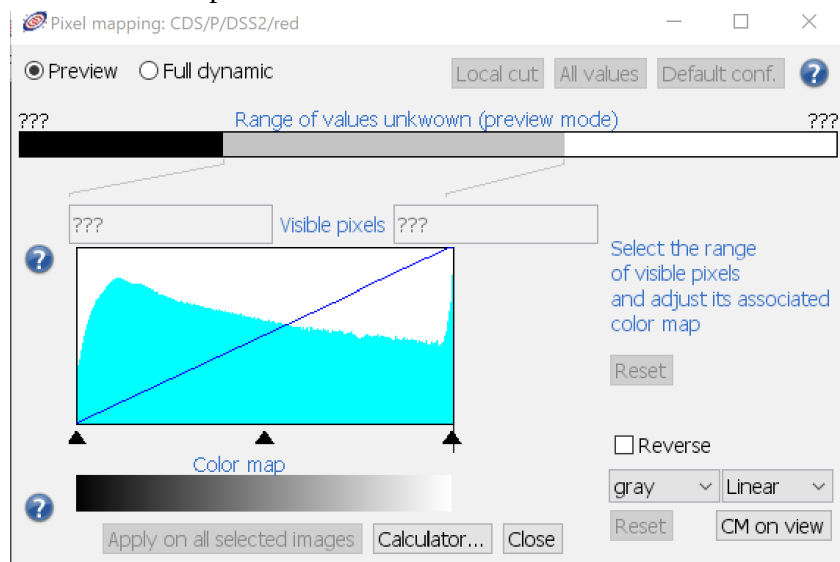 Pixel mapping: CDS/P/DSS2/red
Preview Full dynamic Local cut All values Default conf. ?
??? Range of values unkwown (preview mode) ???
??? Visible pixels ???
?
Select the range
of visible pixels
and adjust its associated
color map
Reset
Reverse
Color map
gray Linear
?
Reset CM on view
Apply on all selected images Calculator... Close